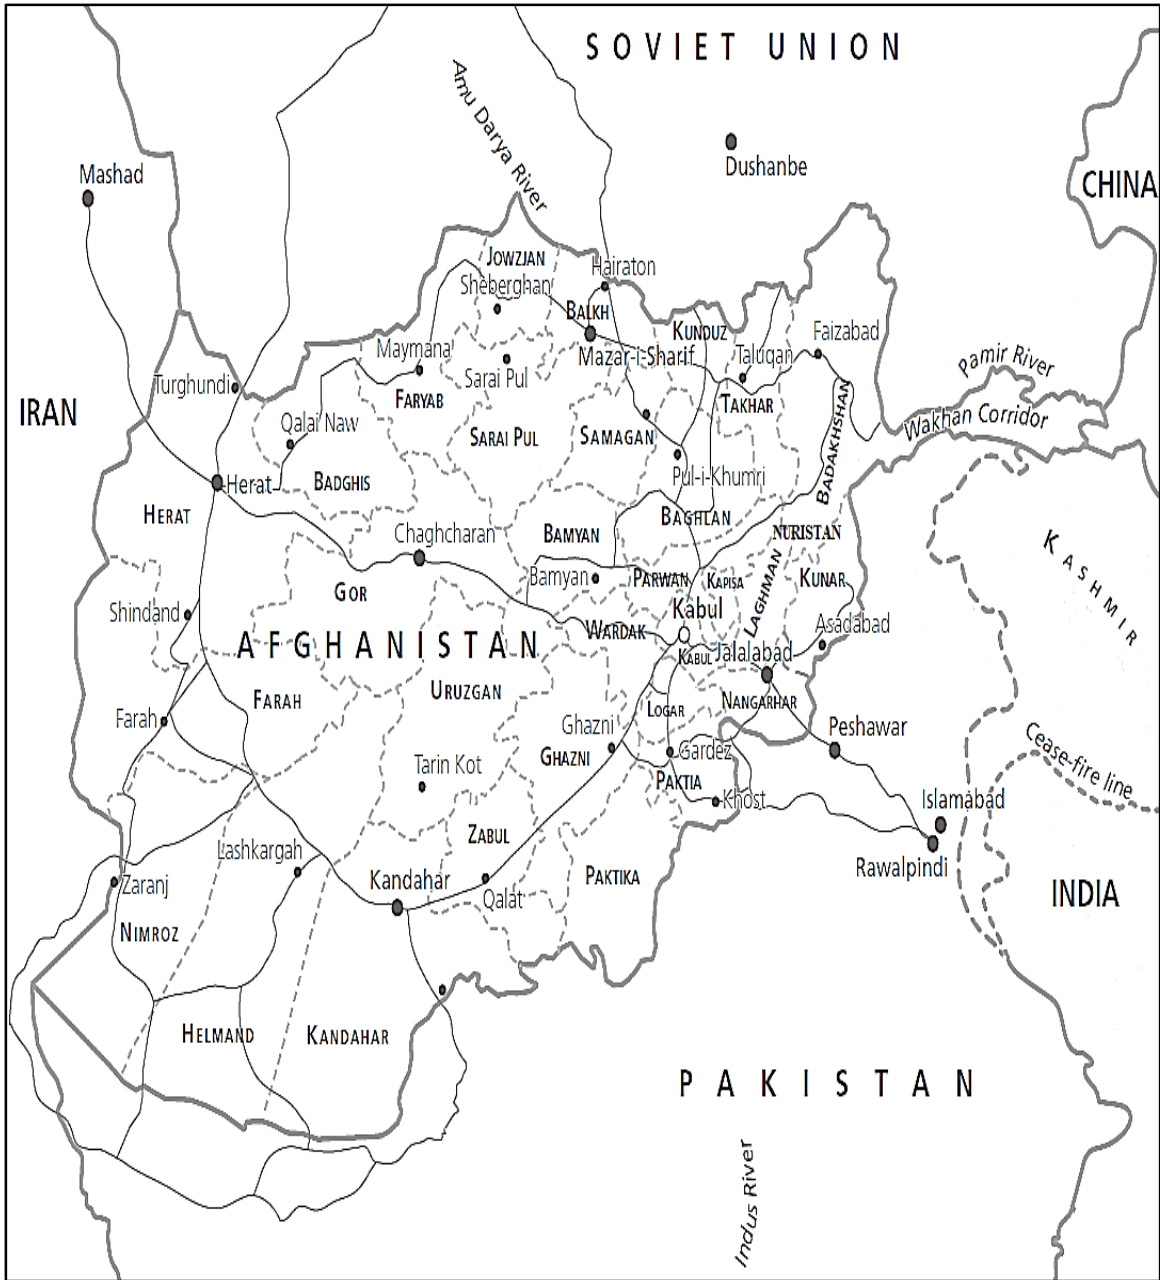 SOVIET UNION
Amu Darya River
Dushanbe
Mashad
CHINA
JOWZJAN
Hairaton
Sheberghan
BALKH
KUNDUZ
Faizabad
Maymana
Mazar-i-Sharif
Taluqan
Pamir River
Turghundi
Sarai Pul
IRAN
FARYAB
TAKHAR
Wakhan Corridor
Qalai Naw
SARAI PUL
SAMAGAN
BADAKHSHAN
Herat
BADGHIS
Pul-i-Khumri
HERAT
BAGHLAN
Chaghcharan
BAMYAN
NURISTAN
KASHMIR
Bamyan
PARWAN
KAPISA
LAGHMAN
KUNAR
GOR
Shindand
Kabul
WARDAK
Asadabad
AFGHANISTAN
KABUL
Jalalabad
URUZGAN
FARAH
LOGAR
NANGARHAR
Farah
Ghazni
Peshawar
GHAZNI
Gardez
Cease-fire line
Tarin Kot
PAKTIA
Khost
Islamabad
ZABUL
Lashkargah
Rawalpindi
Kandahar
PAKTIKA
Zaranj
Qalat
INDIA
NIMROZ
HELMAND
KANDAHAR
PAKISTAN
Indus River